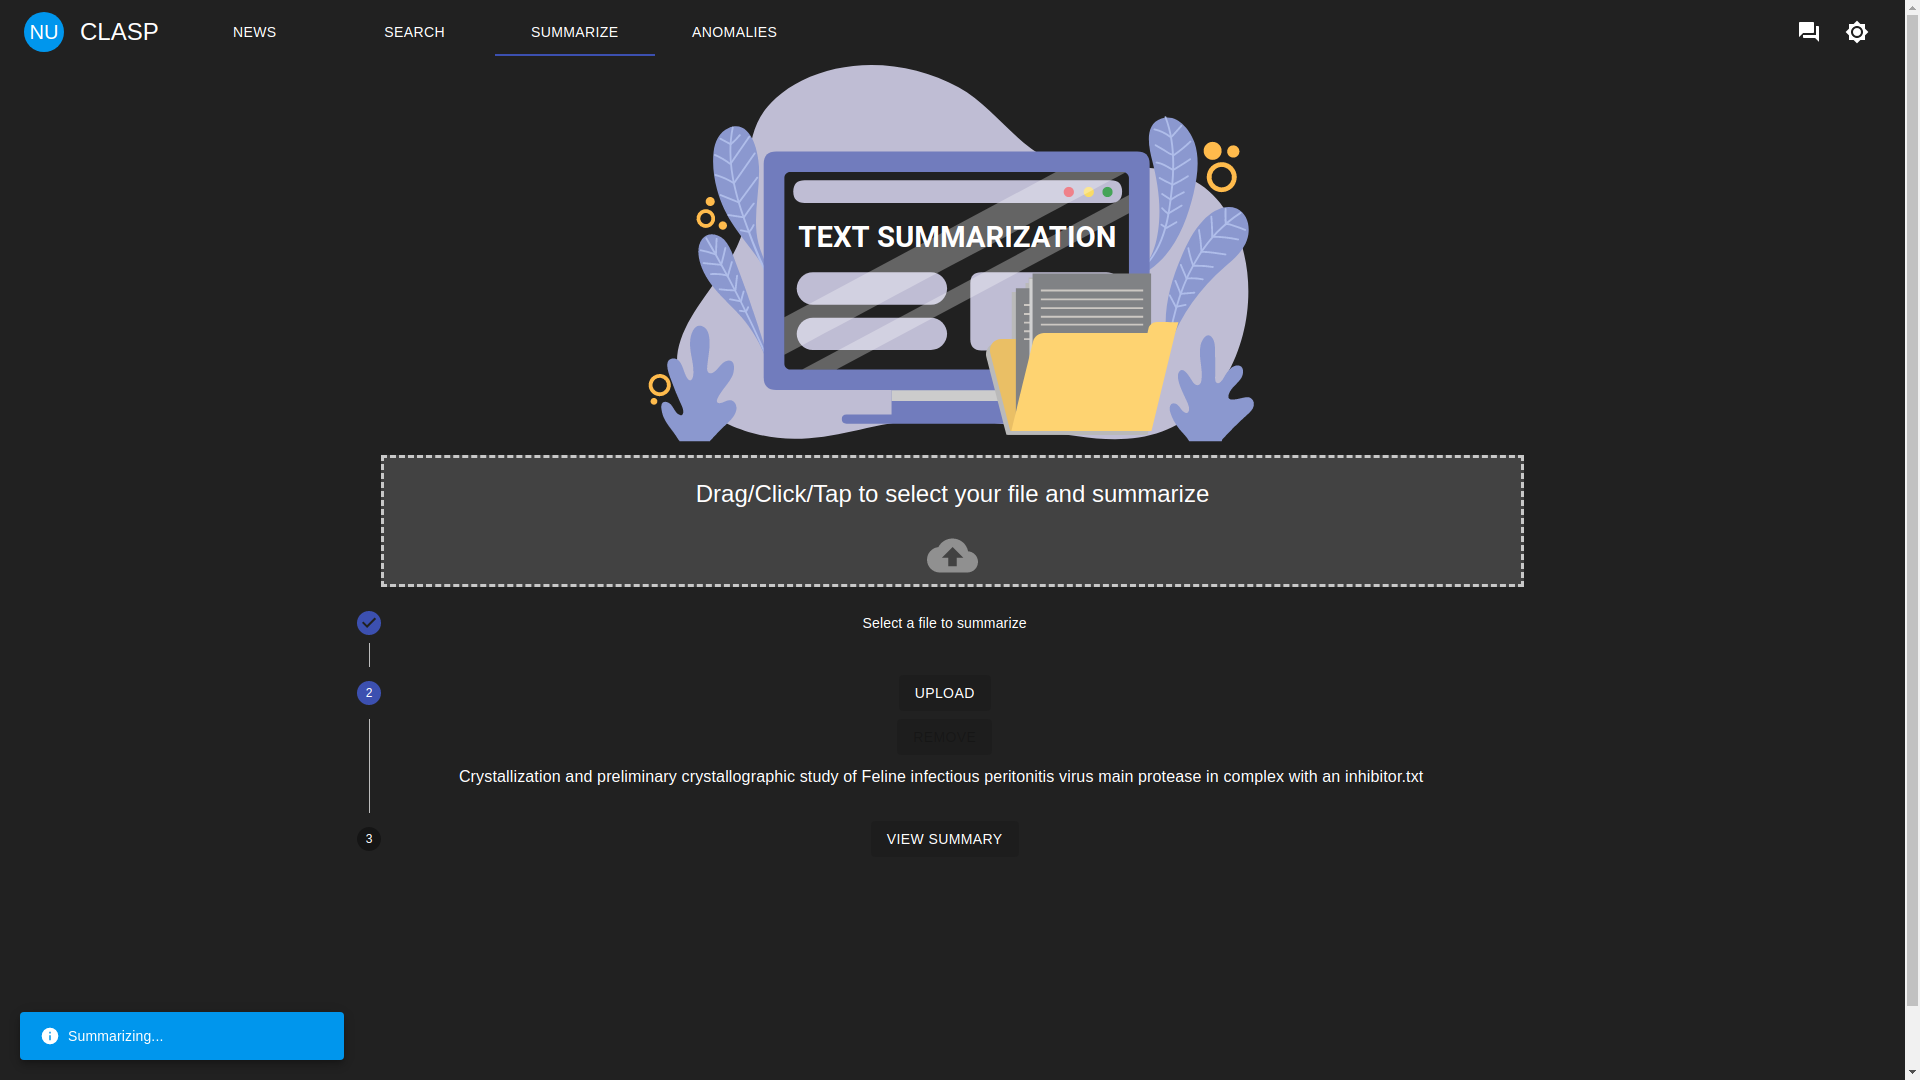 NU CLASP NEWS SEARCH SUMMARIZE ANOMALIES
TEXT SUMMARIZATION
Drag/Click/Tap to select your file and summarize
Select a file to summarize
2 UPLOAD
REMOVE
Crystallization and preliminary crystallographic study of Feline infectious peritonitis virus main protease in complex with an inhibitor.txt
3 VIEW SUMMARY
Summarizing...